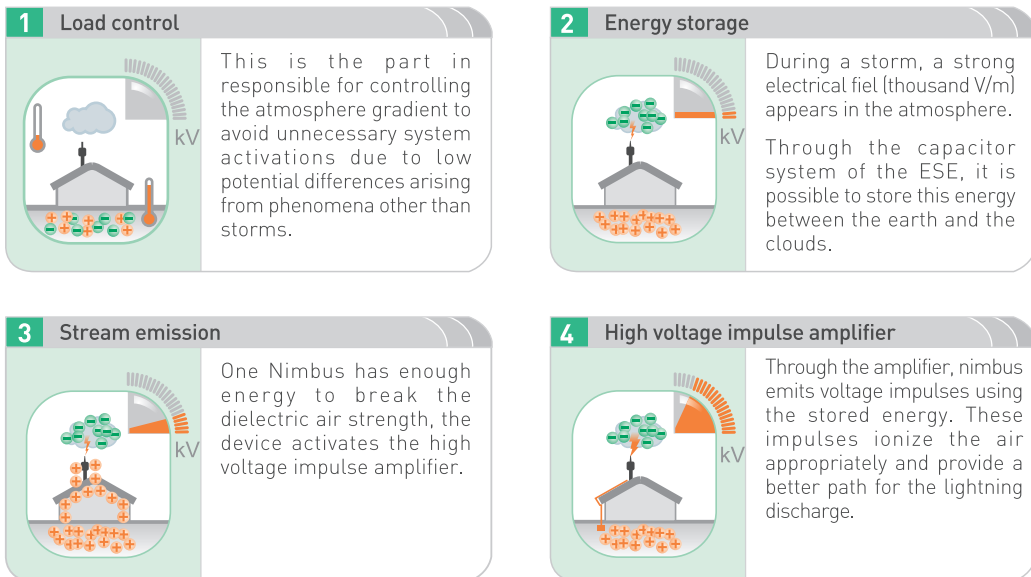 1 Load control
This is the part in
responsible for controlling
the atmosphere gradient to
avoid unnecessary system
activations due to low
potential differences arising
from phenomena other than
storms.
kV
2 Energy storage
During a storm, a strong
electrical fiel (thousand V/m)
appears in the atmosphere.
Through the capacitor
system of the ESE, it is
possible to store this energy
between the earth and the
clouds.
kV
3 Stream emission
One Nimbus has enough
energy to break the
dielectric air strength, the
device activates the high
voltage impulse amplifier.
kV
4 High voltage impulse amplifier
Through the amplifier, nimbus
emits voltage impulses using
the stored energy. These
impulses ionize the air
appropriately and provide a
better path for the lightning
discharge.
kV